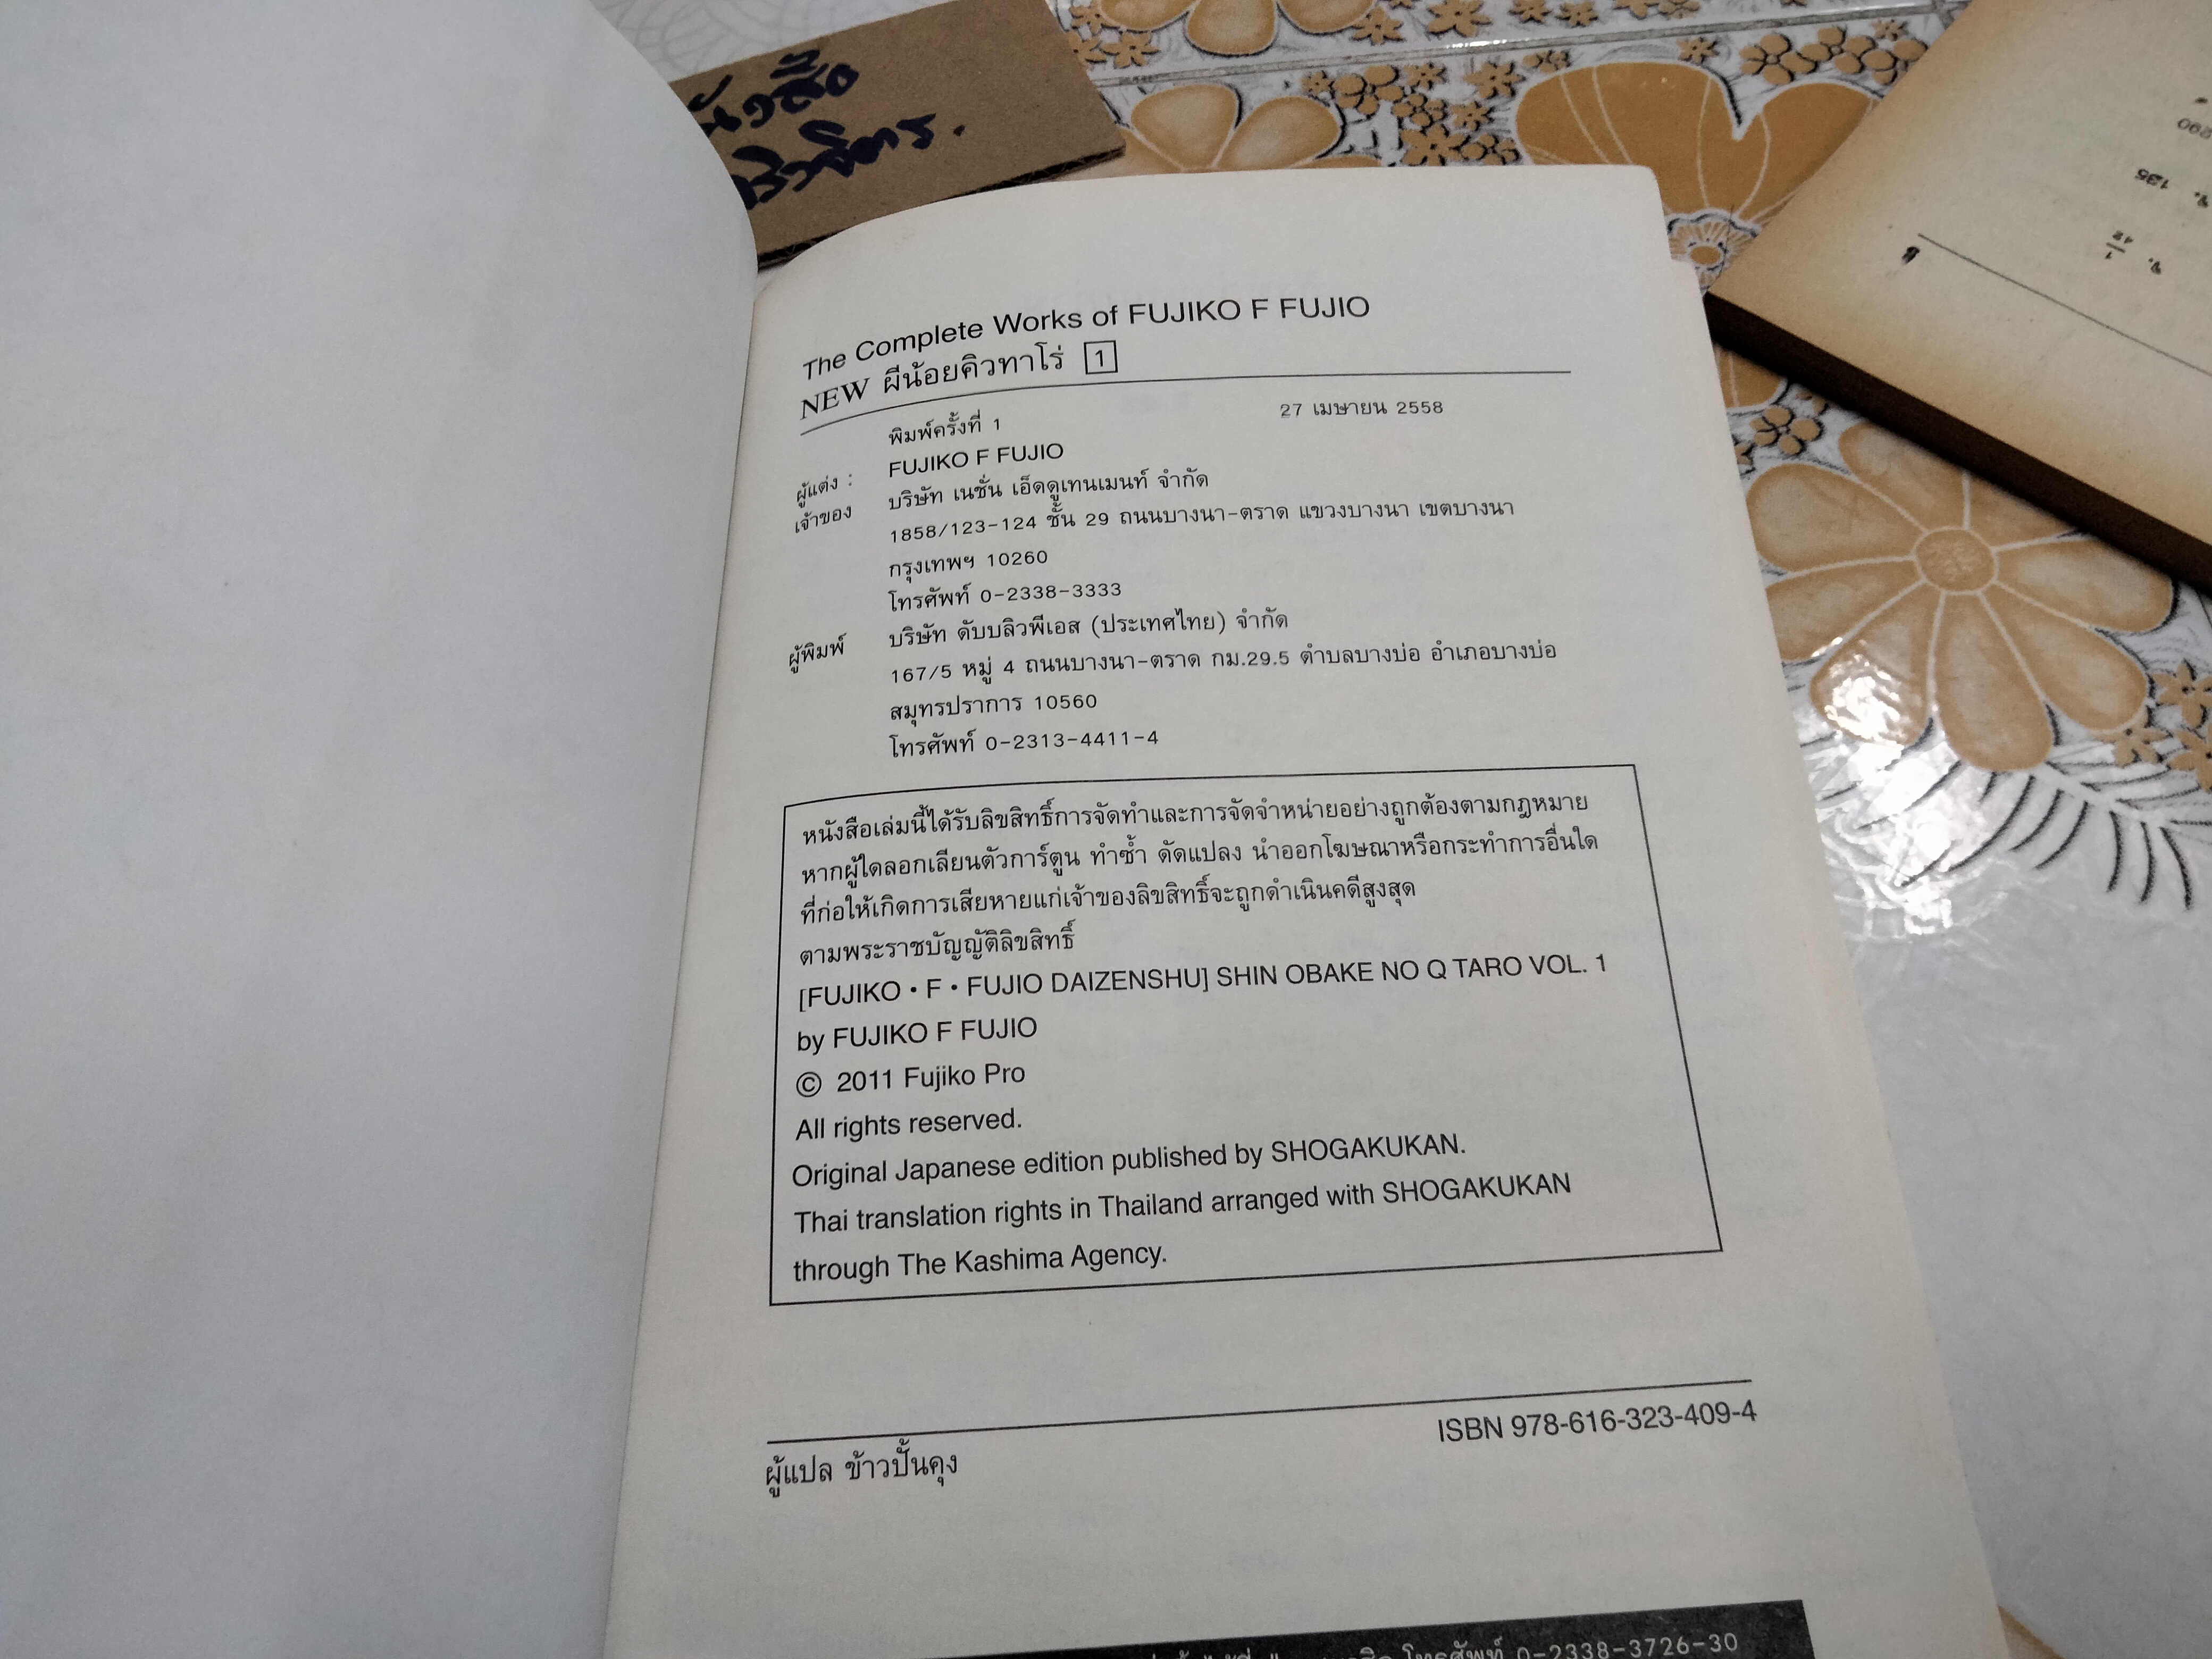 The Complete Works of FUJIKO F FUJIO
NEW ผีน้อยคิวทาโร่ 1
พิมพ์ครั้งที่ 1 27 เมษายน 2558
ผู้แต่ง : FUJIKO F FUJIO
เจ้าของ บริษัท เนชั่น เอ็ดดูเทนเมนท์ จำกัด
1858/123-124 ชั้น 29 ถนนบางนา-ตราด แขวงบางนา เขตบางนา
กรุงเทพฯ 10260
โทรศัพท์ 0-2338-3333
ผู้พิมพ์ บริษัท ดับบลิวพีเอส (ประเทศไทย) จำกัด
167/5 หมู่ 4 ถนนบางนา-ตราด กม.29.5 ตำบลบางบ่อ อำเภอบางบ่อ
สมุทรปราการ 10560
โทรศัพท์ 0-2313-4411-4
หนังสือเล่มนี้ได้รับลิขสิทธิ์การจัดทำและการจัดจำหน่ายอย่างถูกต้องตามกฎหมาย
หากผู้ใดลอกเลียนตัวการ์ตูน ทำซ้ำ ดัดแปลง นำออกโฆษณาหรือกระทำการอื่นใด
ที่ก่อให้เกิดการเสียหายแก่เจ้าของลิขสิทธิ์จะถูกดำเนินคดีสูงสุด
ตามพระราชบัญญัติลิขสิทธิ์
[FUJIKO・F・FUJIO DAIZENSHU] SHIN OBAKE NO Q TARO VOL. 1
by FUJIKO F FUJIO
© 2011 Fujiko Pro
All rights reserved.
Original Japanese edition published by SHOGAKUKAN.
Thai translation rights in Thailand arranged with SHOGAKUKAN
through The Kashima Agency.
ISBN 978-616-323-409-4
ผู้แปล ข้าวปั้นคุง
โทรศัพท์ 0-2338-3726-30